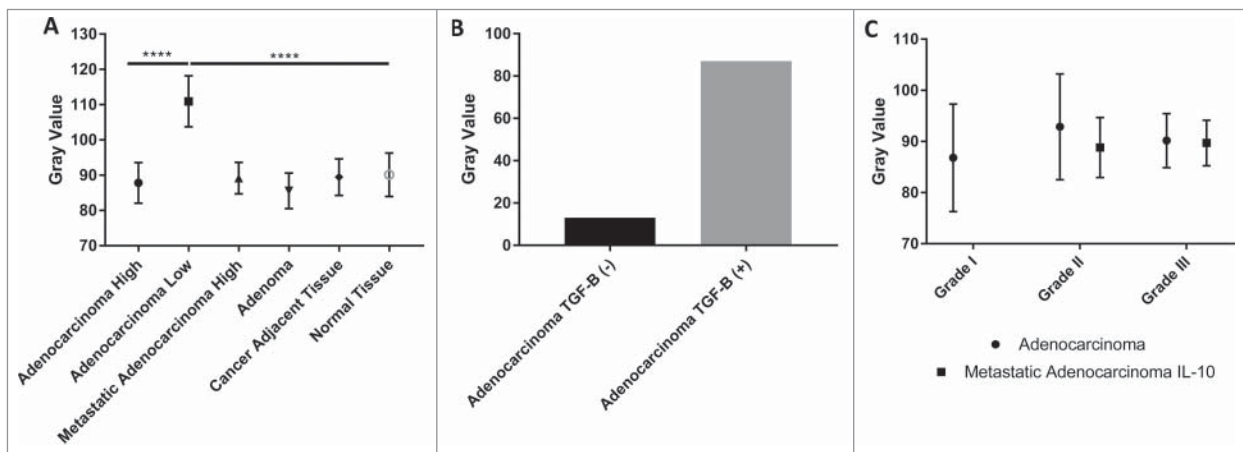 A
Gray Value
130
120
110
100
90
80
70
****
****
Adenocarcinoma High
Adenocarcinoma Low
Metastatic Adenocarcinoma High
Adenoma
Cancer Adjacent Tissue
Normal Tissue
B
Gray Value
100
80
60
40
20
0
Adenocarcinoma TGF-B (-)
Adenocarcinoma TGF-B (+)
C
Gray Value
110
100
90
80
70
Grade I
Grade II
Grade III
Adenocarcinoma
Metastatic Adenocarcinoma IL-10